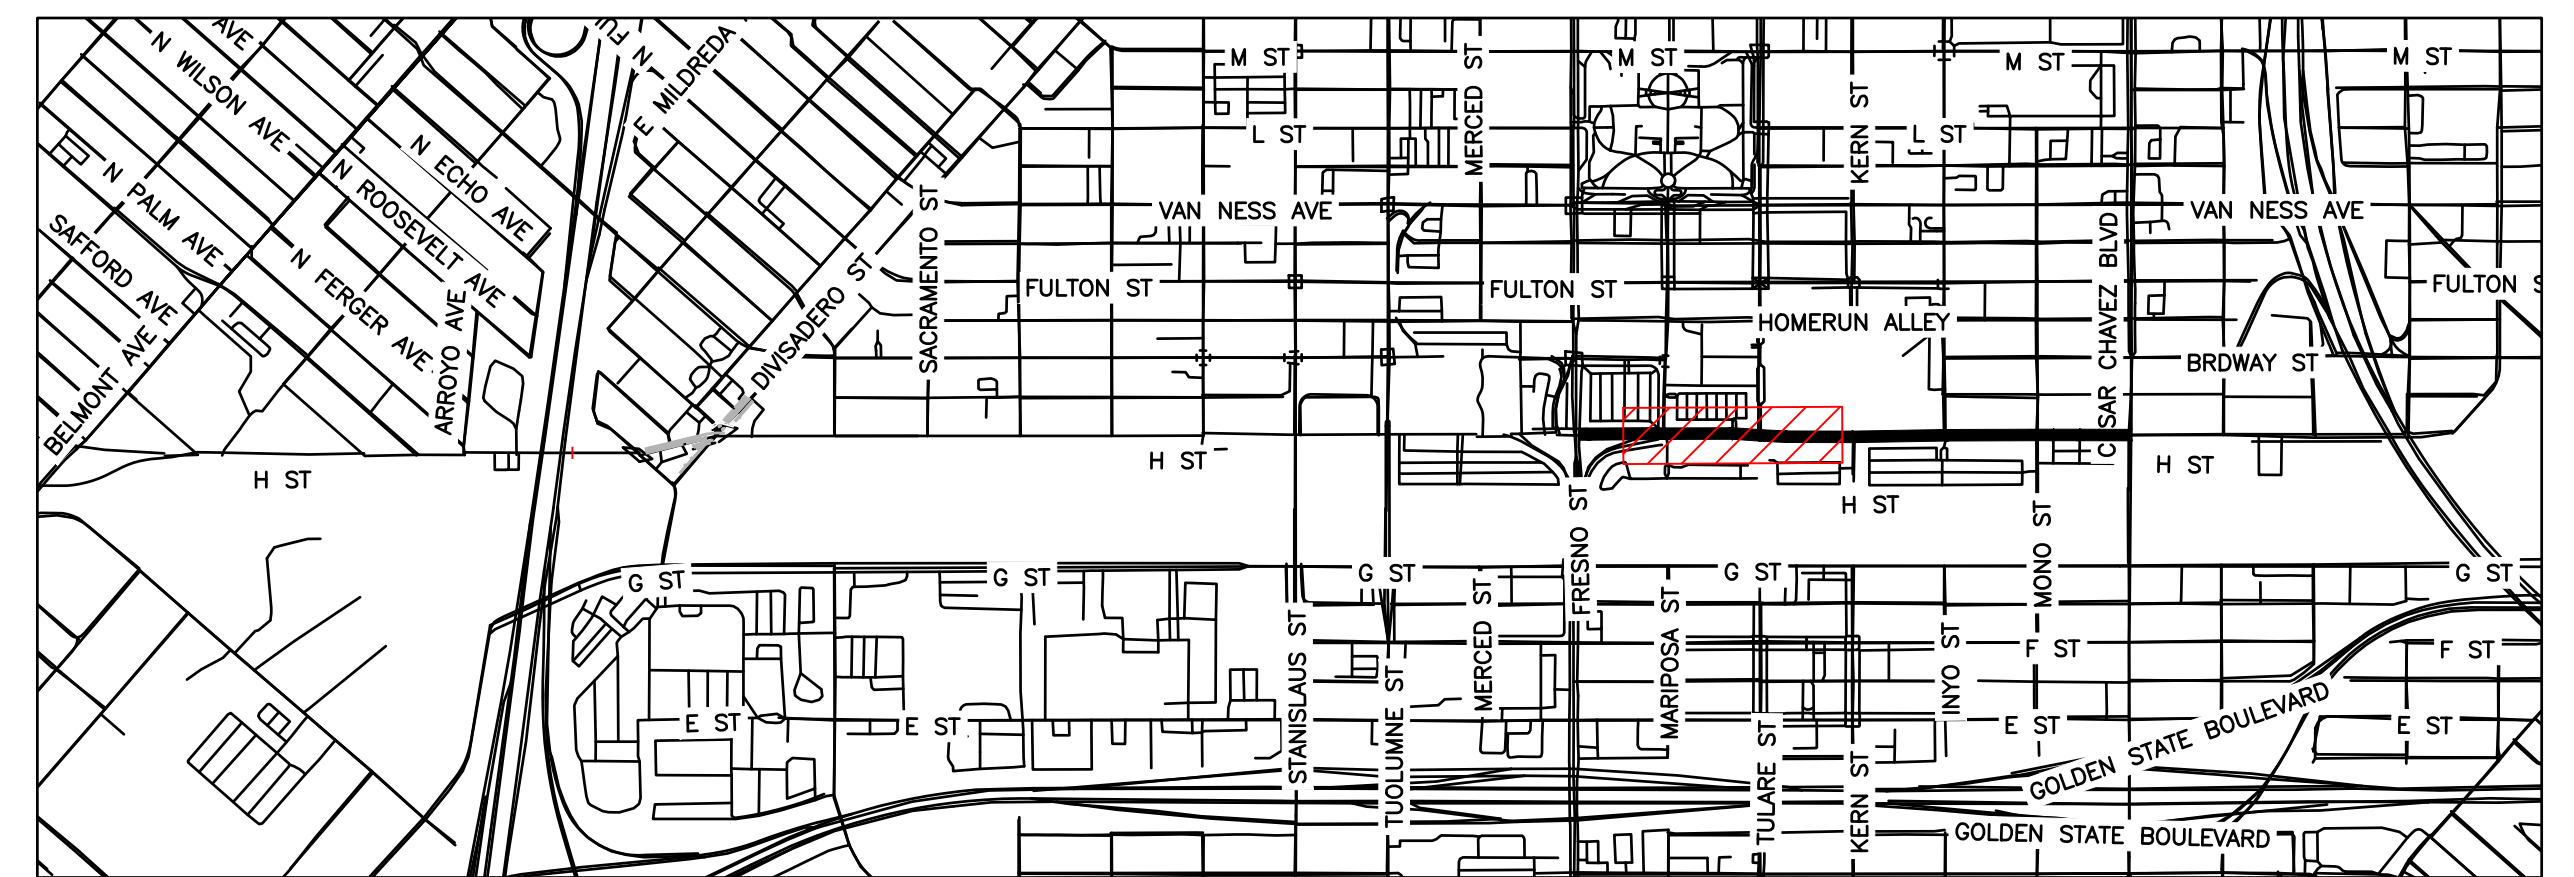 AVE
FU
N
M ST
M ST
M ST
M ST
N WILSON AVE
E MILDREDA
MERCED ST
KERN ST
L ST
L ST
N ECHO AVE
N PALM AVE
N ROOSEVELT AVE
SAFFORD AVE
N FERGER AVE
SACRAMENTO ST
VAN NESS AVE
VAN NESS AVE
DIVISADERO ST
FULTON ST
FULTON ST
FULTON S
C SAR CHAVEZ BLVD
HOMERUN ALLEY
BRDWAY ST
BELMONT AVE
ARROYO AVE
H ST
H ST
H ST
H ST
FRESNO ST
MONO ST
G ST
G ST
G ST
G ST
G ST
STANISLAUS ST
TUOLUMNE ST
MERCED ST
MARIPOSA ST
INYO ST
F ST
F ST
E ST
E ST
E ST
E ST
TULARE ST
KERN ST
GOLDEN STATE BOULEVARD
GOLDEN STATE BOULEVARD